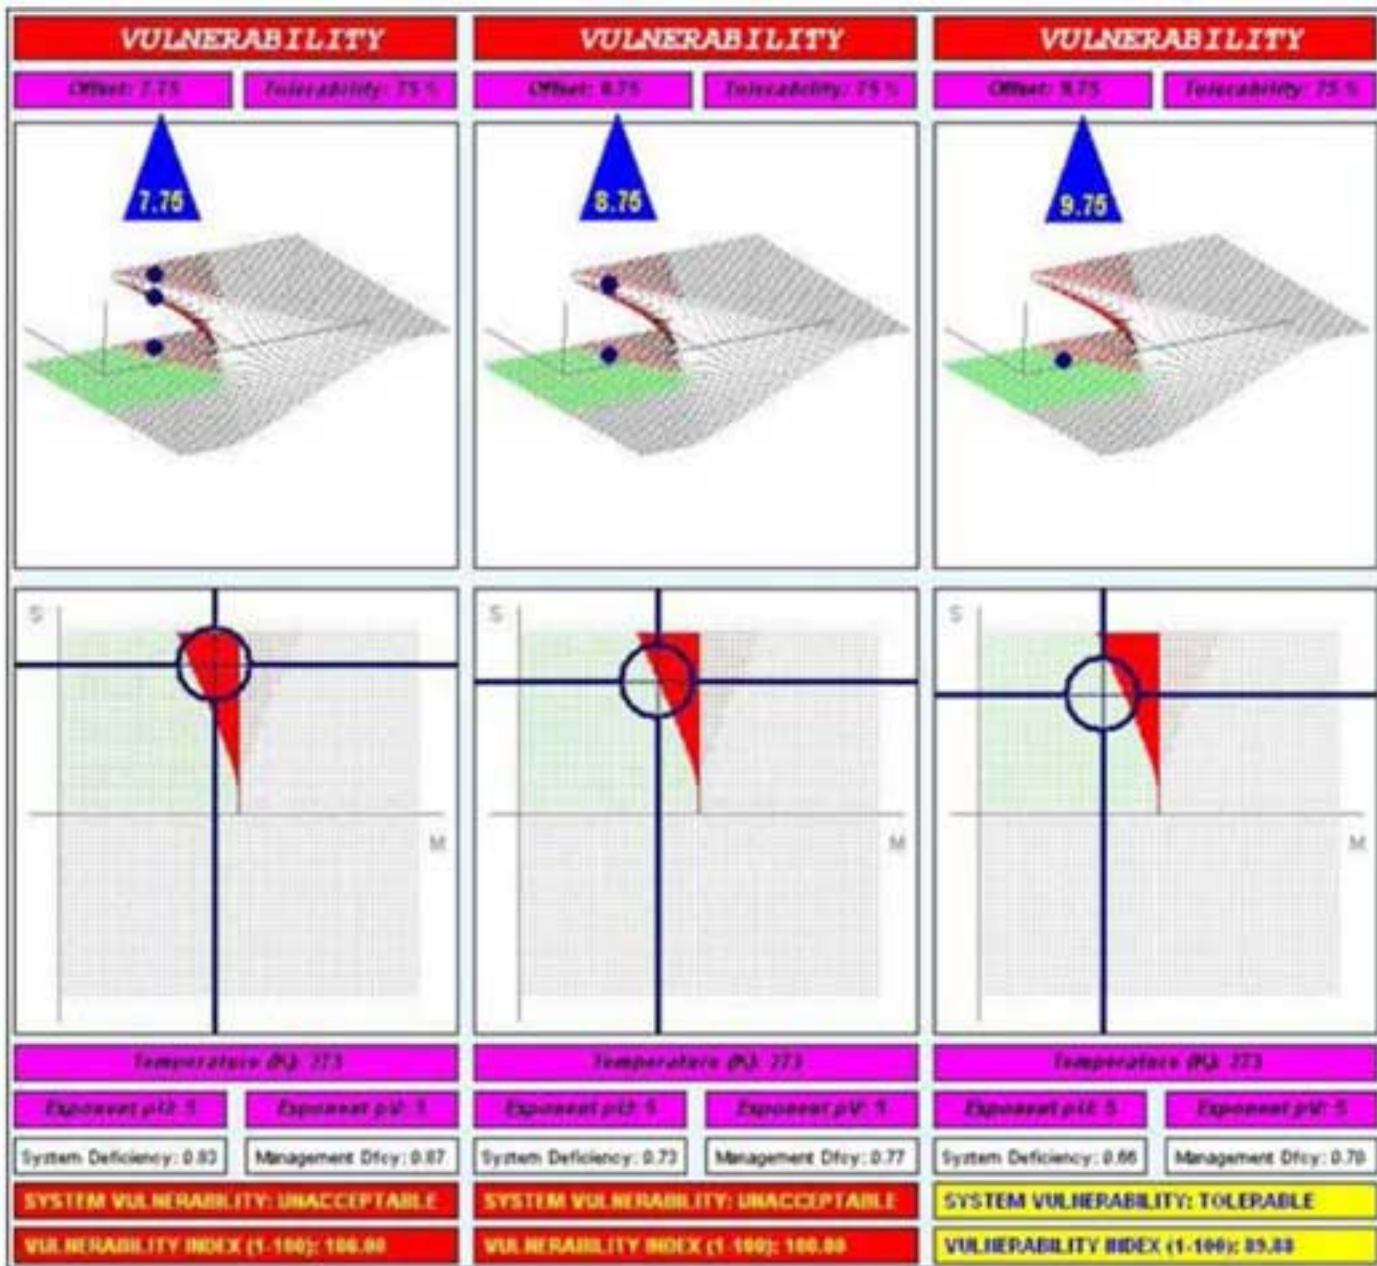 VULNERABILITY VULNERABILITY VULNERABILITY
Offset: 7.75 Tolerability: 75 % Offset: 8.75 Tolerability: 75 % Offset: 9.75 Tolerability: 75 %
7.75 8.75 9.75
S S S
M M M
Temperature (K): 273 Temperature (K): 273 Temperature (K): 273
Exponent pU: 5 Exponent pV: 5 Exponent pU: 5 Exponent pV: 5 Exponent pU: 5 Exponent pV: 5
System Deficiency: 0.83 Management Dfcy: 0.87 System Deficiency: 0.73 Management Dfcy: 0.77 System Deficiency: 0.66 Management Dfcy: 0.70
SYSTEM VULNERABILITY: UNACCEPTABLE SYSTEM VULNERABILITY: UNACCEPTABLE SYSTEM VULNERABILITY: TOLERABLE
VULNERABILITY INDEX (1-100): 100.00 VULNERABILITY INDEX (1-100): 100.00 VULNERABILITY INDEX (1-100): 89.88